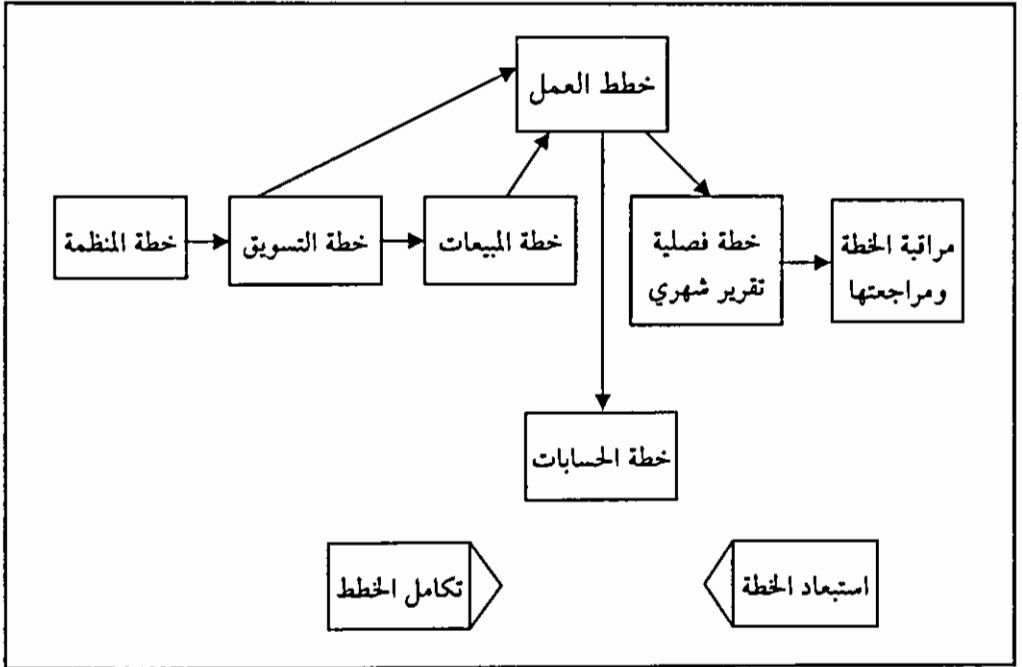 خطط العمل
خطة المنظمة
خطة التسويق
خطة المبيعات
خطة فصلية
تقرير شهري
مراقبة الخطة
ومراجعتها
خطة الحسابات
تكامل الخطط
استبعاد الخطة